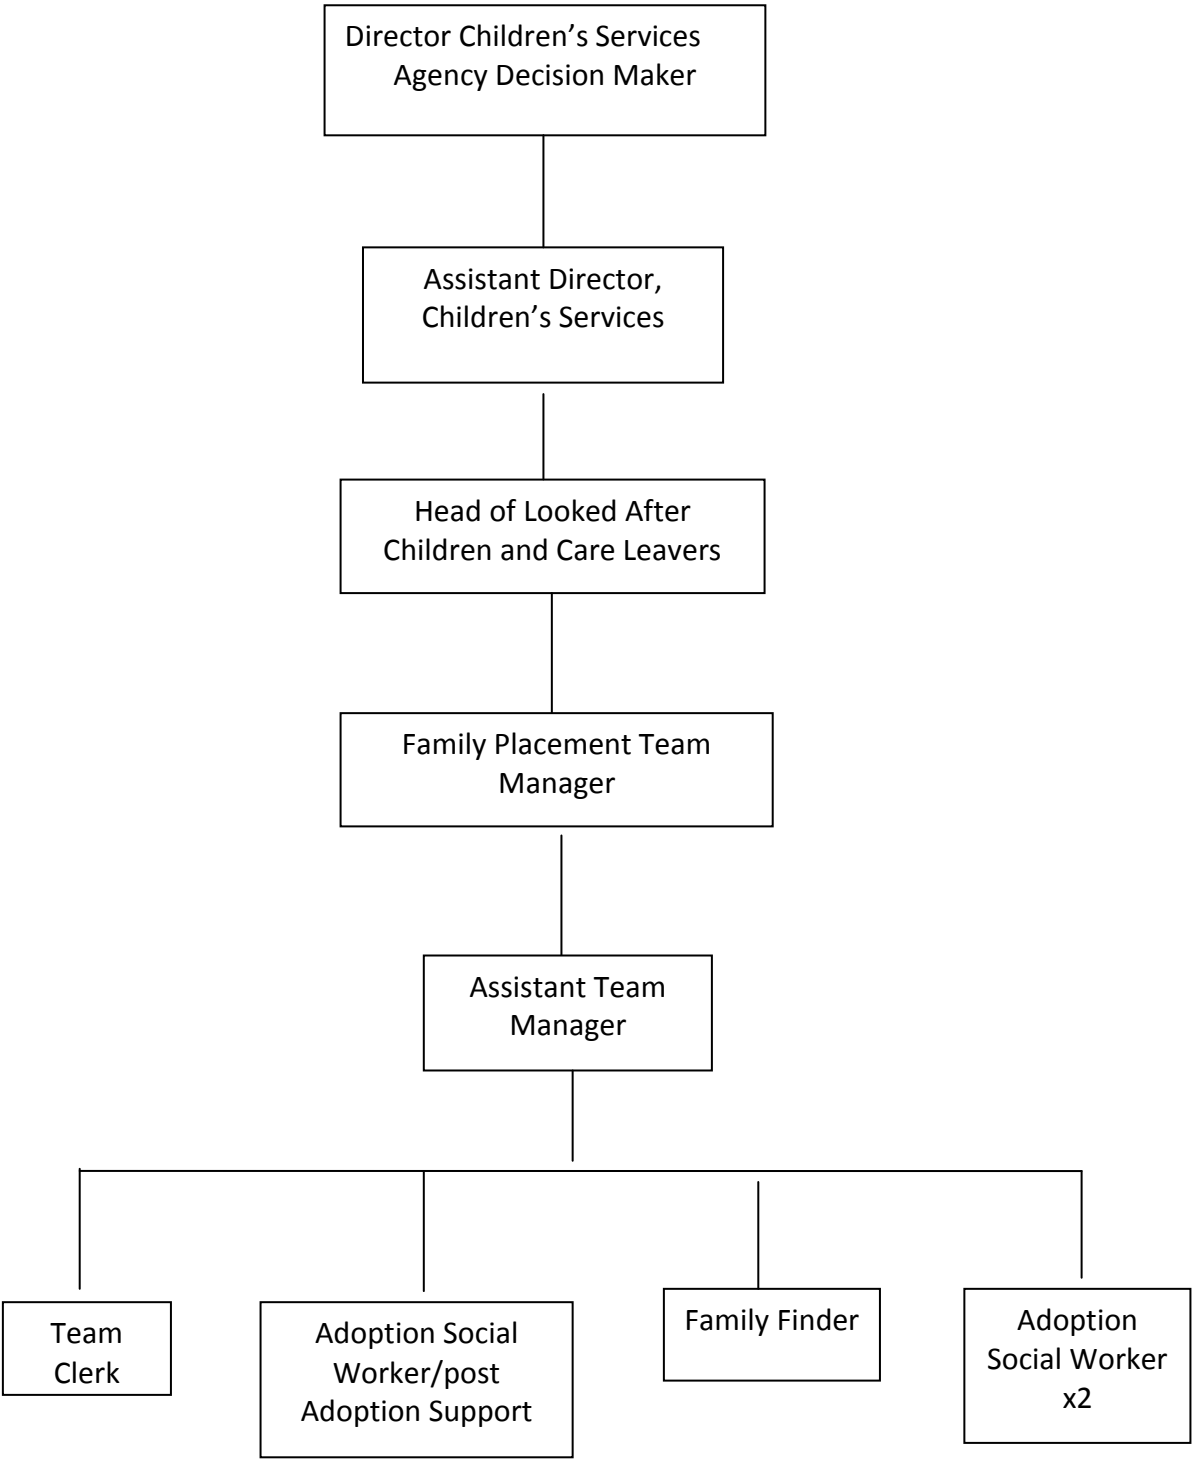 Director Children’s Services
Agency Decision Maker
Assistant Director,
Children’s Services
Head of Looked After
Children and Care Leavers
Family Placement Team
Manager
Assistant Team
Manager
Team
Clerk
Adoption Social
Worker/post
Adoption Support
Family Finder
Adoption
Social Worker
x2